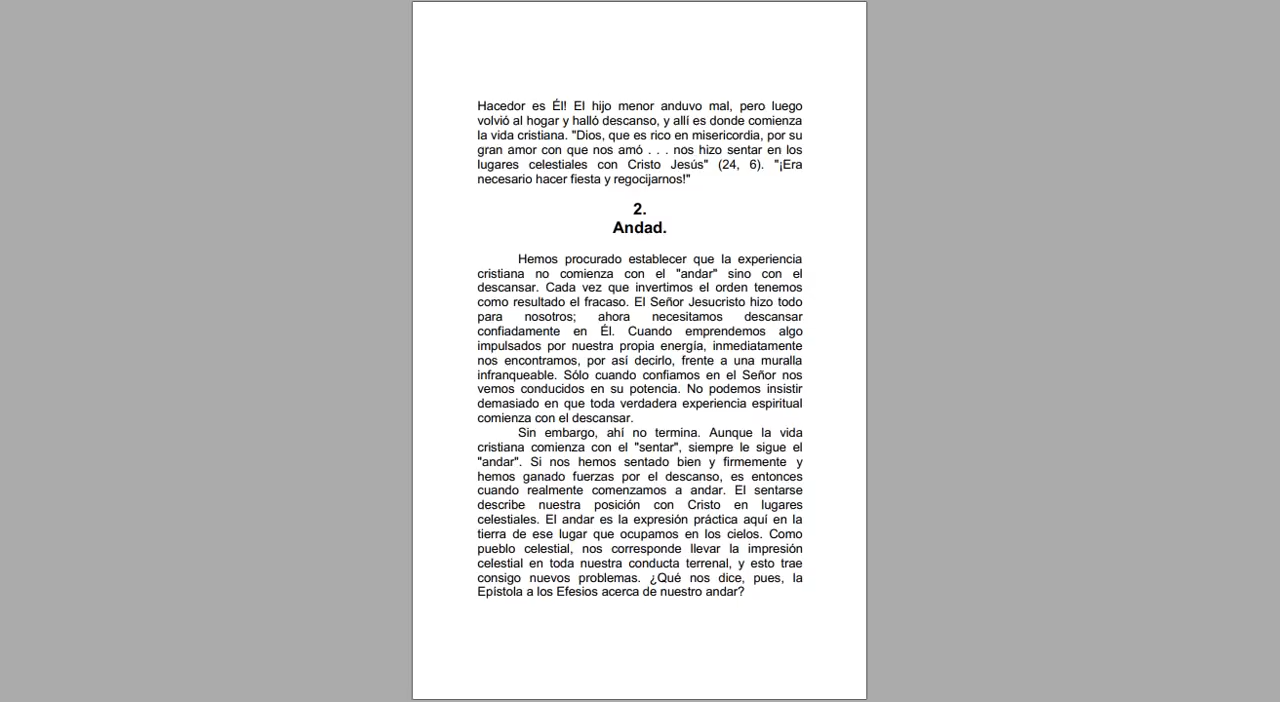 Hacedor es Él! El hijo menor anduvo mal, pero luego
volvió al hogar y halló descanso, y allí es donde comienza
la vida cristiana. "Dios, que es rico en misericordia, por su
gran amor con que nos amó . . . nos hizo sentar en los
lugares celestiales con Cristo Jesús" (24, 6). "¡Era
necesario hacer fiesta y regocijarnos!"
2.
Andad.
Hemos procurado establecer que la experiencia
cristiana no comienza con el "andar" sino con el
descansar. Cada vez que invertimos el orden tenemos
como resultado el fracaso. El Señor Jesucristo hizo todo
para nosotros; ahora necesitamos descansar
confiadamente en Él. Cuando emprendemos algo
impulsados por nuestra propia energía, inmediatamente
nos encontramos, por así decirlo, frente a una muralla
infranqueable. Sólo cuando confiamos en el Señor nos
vemos conducidos en su potencia. No podemos insistir
demasiado en que toda verdadera experiencia espiritual
comienza con el descansar.
Sin embargo, ahí no termina. Aunque la vida
cristiana comienza con el "sentar", siempre le sigue el
"andar". Si nos hemos sentado bien y firmemente y
hemos ganado fuerzas por el descanso, es entonces
cuando realmente comenzamos a andar. El sentarse
describe nuestra posición con Cristo en lugares
celestiales. El andar es la expresión práctica aquí en la
tierra de ese lugar que ocupamos en los cielos. Como
pueblo celestial, nos corresponde llevar la impresión
celestial en toda nuestra conducta terrenal, y esto trae
consigo nuevos problemas. ¿Qué nos dice, pues, la
Epístola a los Efesios acerca de nuestro andar?